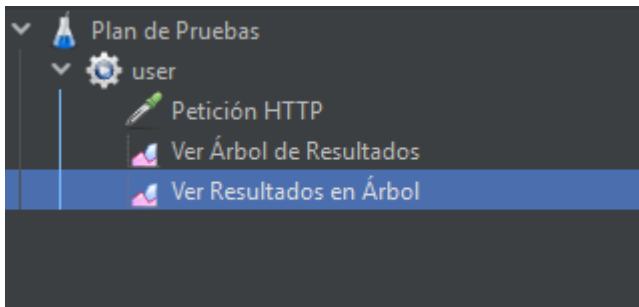 Plan de Pruebas
user
Petición HTTP
Ver Árbol de Resultados
Ver Resultados en Árbol